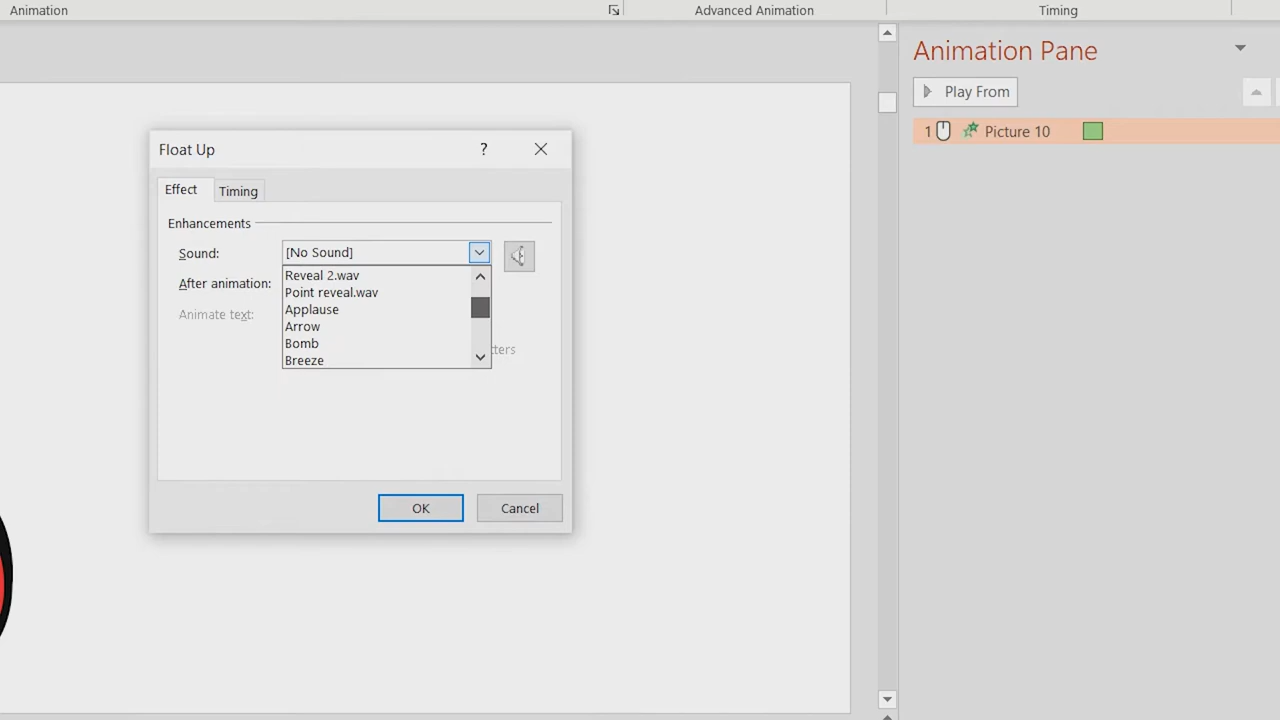 Animation
Advanced Animation
Timing
Animation Pane
Play From
1 Picture 10
Float Up
?
Effect
Timing
Enhancements
Sound:
[No Sound]
Reveal 2.wav
Point reveal.wav
Applause
Arrow
Bomb
Breeze
After animation:
Animate text:
tters
OK
Cancel